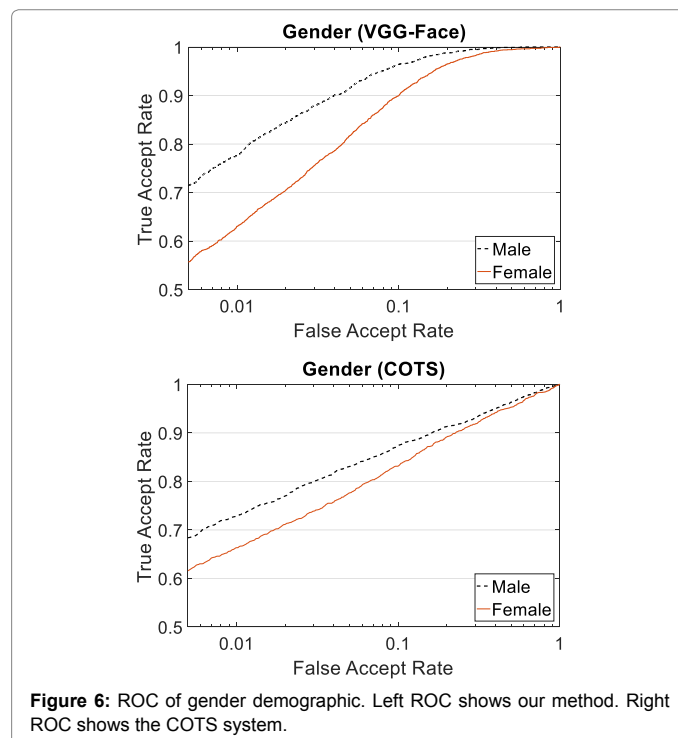 Gender (VGG-Face)
1
0.9
0.8
0.7
0.6
0.5
True Accept Rate
Male
Female
0.01 0.1 1
False Accept Rate
Gender (COTS)
1
0.9
0.8
0.7
0.6
0.5
True Accept Rate
Male
Female
0.01 0.1 1
False Accept Rate
Figure 6: ROC of gender demographic. Left ROC shows our method. Right
ROC shows the COTS system.